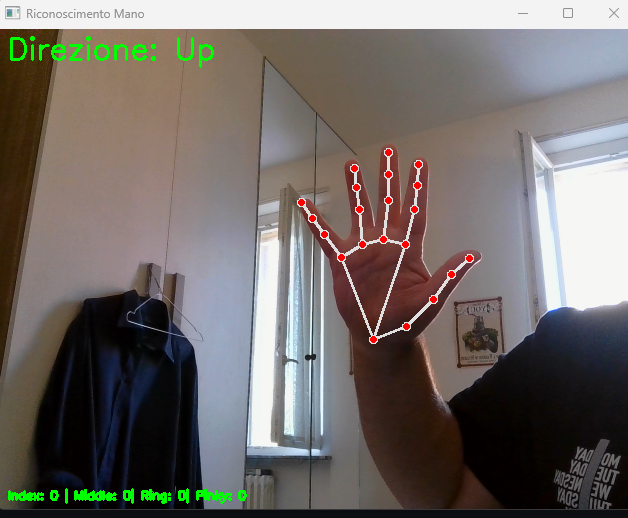 Riconoscimento Mano
Direzione: Up
Index: 0 | Middle: 0| Ring: 0| Pinky: 0